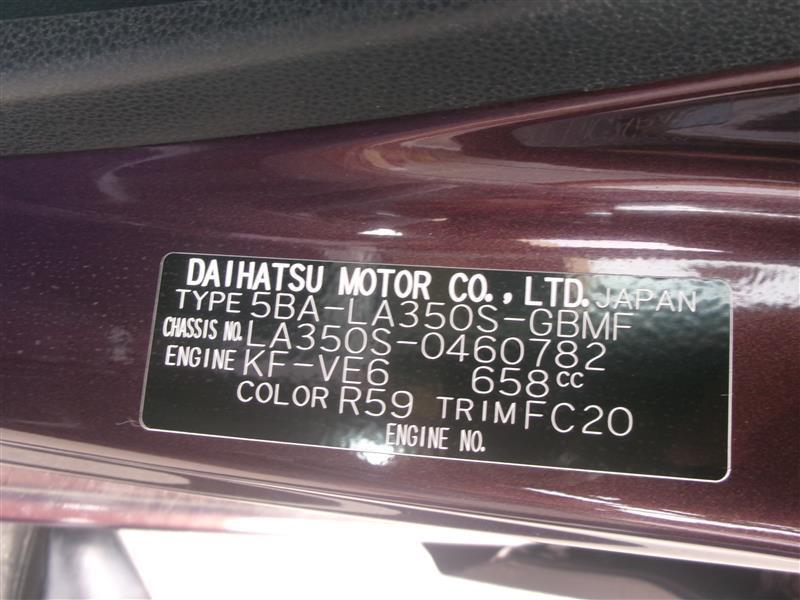 DAIHATSU MOTOR CO., LTD. JAPAN
TYPE 5BA-LA350S-GBMF
CHASSIS NO. LA350S-0460782
ENGINE KF-VE6 658cc
COLOR R59 TRIM FC20
ENGINE NO.